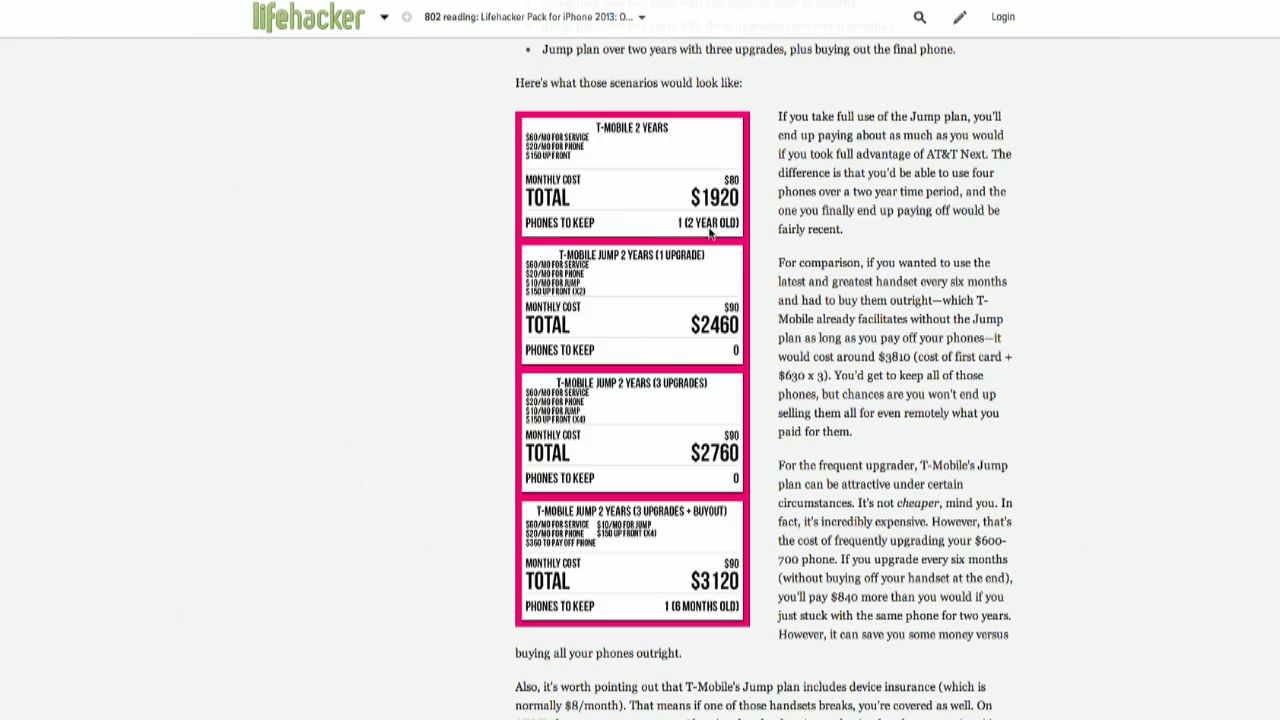 lifehacker
802 reading: Lifehacker Pack for iPhone 2013: O...
Login
• Jump plan over two years with three upgrades, plus buying out the final phone.
Here's what those scenarios would look like:
T-MOBILE 2 YEARS
$60/MO FOR SERVICE
$20/MO FOR PHONE
$150 UP FRONT
MONTHLY COST $80
TOTAL $1920
PHONES TO KEEP 1 (2 YEAR OLD)
T-MOBILE JUMP 2 YEARS (1 UPGRADE)
$60/MO FOR SERVICE
$20/MO FOR PHONE
$10/MO FOR JUMP
$150 UP FRONT (X2)
MONTHLY COST $90
TOTAL $2460
PHONES TO KEEP 0
T-MOBILE JUMP 2 YEARS (3 UPGRADES)
$60/MO FOR SERVICE
$20/MO FOR PHONE
$10/MO FOR JUMP
$150 UP FRONT (X4)
MONTHLY COST $90
TOTAL $2760
PHONES TO KEEP 0
T-MOBILE JUMP 2 YEARS (3 UPGRADES + BUYOUT)
$60/MO FOR SERVICE $10/MO FOR JUMP
$20/MO FOR PHONE $150 UP FRONT (X4)
$360 TO PAY OFF PHONE
MONTHLY COST $90
TOTAL $3120
PHONES TO KEEP 1 (6 MONTHS OLD)
If you take full use of the Jump plan, you'll
end up paying about as much as you would
if you took full advantage of AT&T Next. The
difference is that you'd be able to use four
phones over a two year time period, and the
one you finally end up paying off would be
fairly recent.
For comparison, if you wanted to use the
latest and greatest handset every six months
and had to buy them outright—which T-
Mobile already facilitates without the Jump
plan as long as you pay off your phones—it
would cost around $3810 (cost of first card +
$630 x 3). You'd get to keep all of those
phones, but chances are you won't end up
selling them all for even remotely what you
paid for them.
For the frequent upgrader, T-Mobile's Jump
plan can be attractive under certain
circumstances. It's not cheaper, mind you. In
fact, it's incredibly expensive. However, that's
the cost of frequently upgrading your $600-
700 phone. If you upgrade every six months
(without buying off your handset at the end),
you'll pay $840 more than you would if you
just stuck with the same phone for two years.
However, it can save you some money versus
buying all your phones outright.
Also, it's worth pointing out that T-Mobile's Jump plan includes device insurance (which is
normally $8/month). That means if one of those handsets breaks, you're covered as well. On